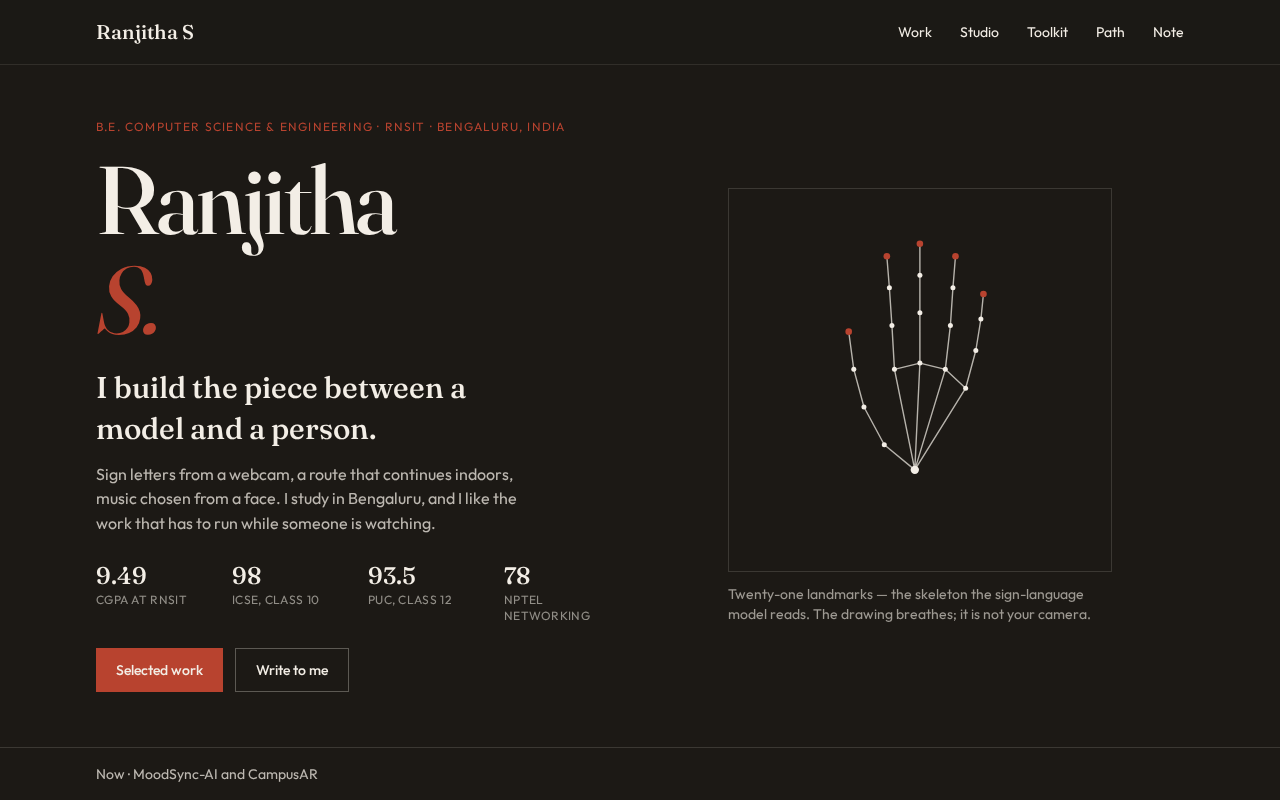 Ranjitha S
Work
Studio
Toolkit
Path
Note
B.E. COMPUTER SCIENCE & ENGINEERING · RNSIT · BENGALURU, INDIA
Ranjitha
S.
I build the piece between a
model and a person.
Sign letters from a webcam, a route that continues indoors,
music chosen from a face. I study in Bengaluru, and I like the
work that has to run while someone is watching.
9.49
CGPA AT RNSIT
98
ICSE, CLASS 10
93.5
PUC, CLASS 12
78
NPTEL
NETWORKING
Selected work
Write to me
Twenty-one landmarks — the skeleton the sign-language
model reads. The drawing breathes; it is not your camera.
Now · MoodSync-AI and CampusAR